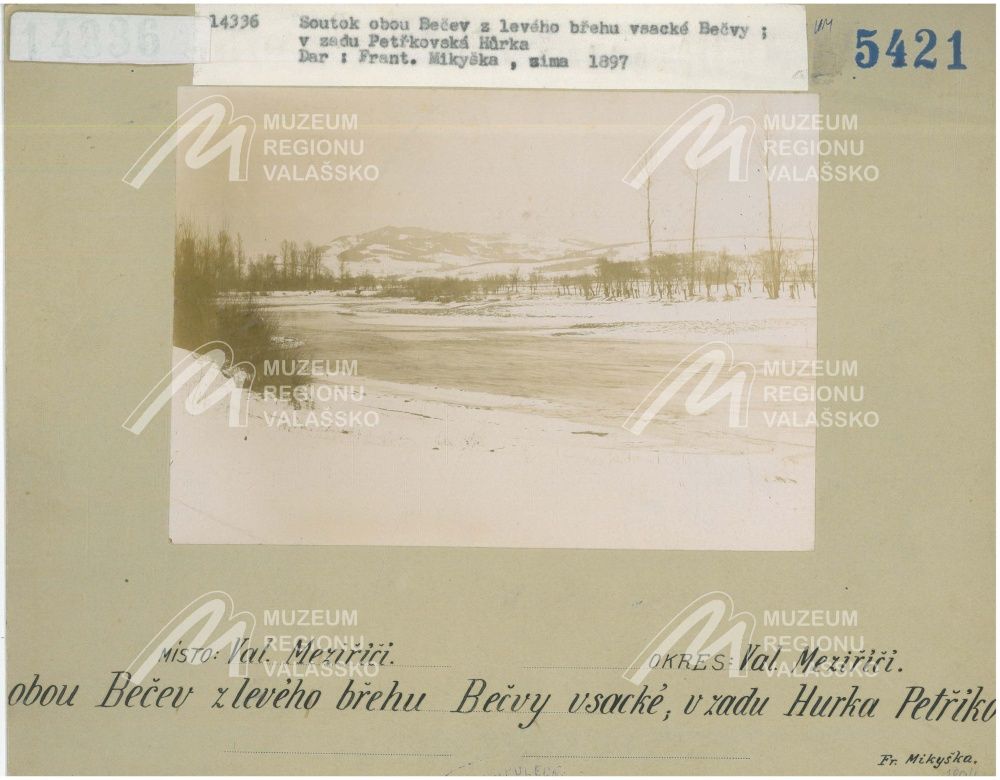 14336
14336 Soutok obou Bečev z levého břehu vsacké Bečvy ;
v zadu Petřkovská Hůrka
Dar : Frant. Mikyška , zima 1897
5421
MUZEUM
REGIONU
VALAŠSKO
MUZEUM
REGIONU
VALAŠSKO
MUZEUM
REGIONU
VALAŠSKO
MUZEUM
REGIONU
VALAŠSKO
MUZEUM
REGIONU
VALAŠSKO
MUZEUM
REGIONU
VALAŠSKO
MÍSTO: Val. Meziříčí. OKRES: Val. Meziříčí.
obou Bečev z levého břehu Bečvy vsacké, v zadu Hurka Petřko
Fr. Mikyška.